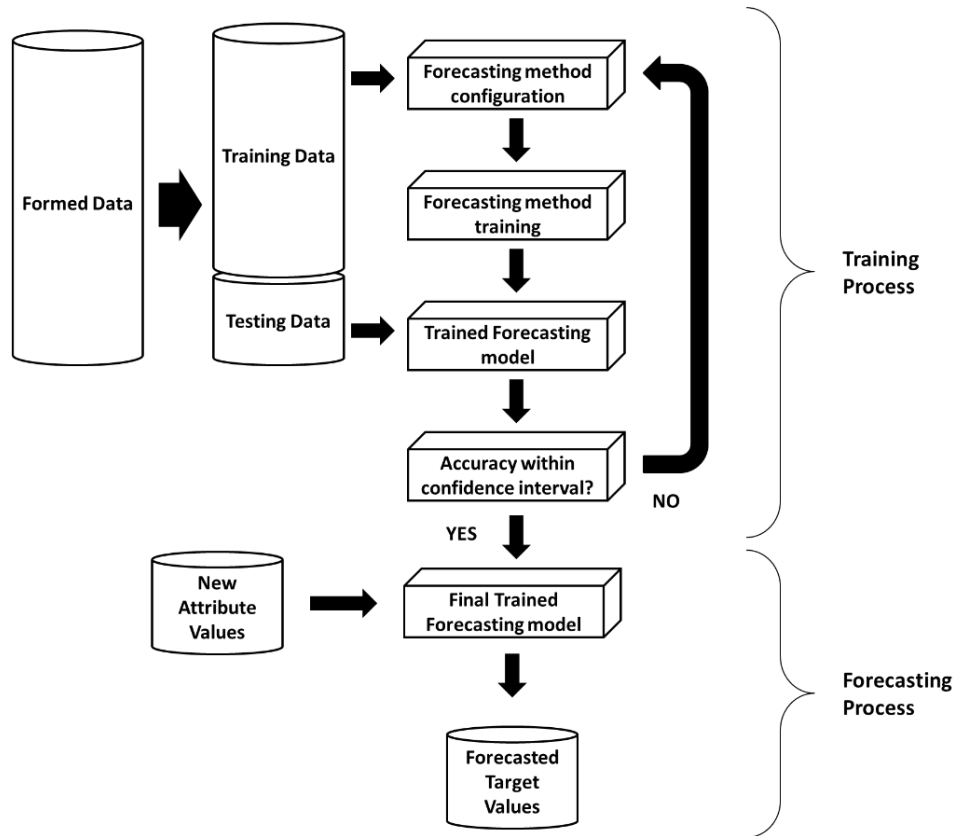 Formed Data
Training Data
Testing Data
Forecasting method
configuration
Forecasting method
training
Trained Forecasting
model
Accuracy within
confidence interval?
NO
YES
New
Attribute
Values
Final Trained
Forecasting model
Forecasted
Target
Values
Training
Process
Forecasting
Process